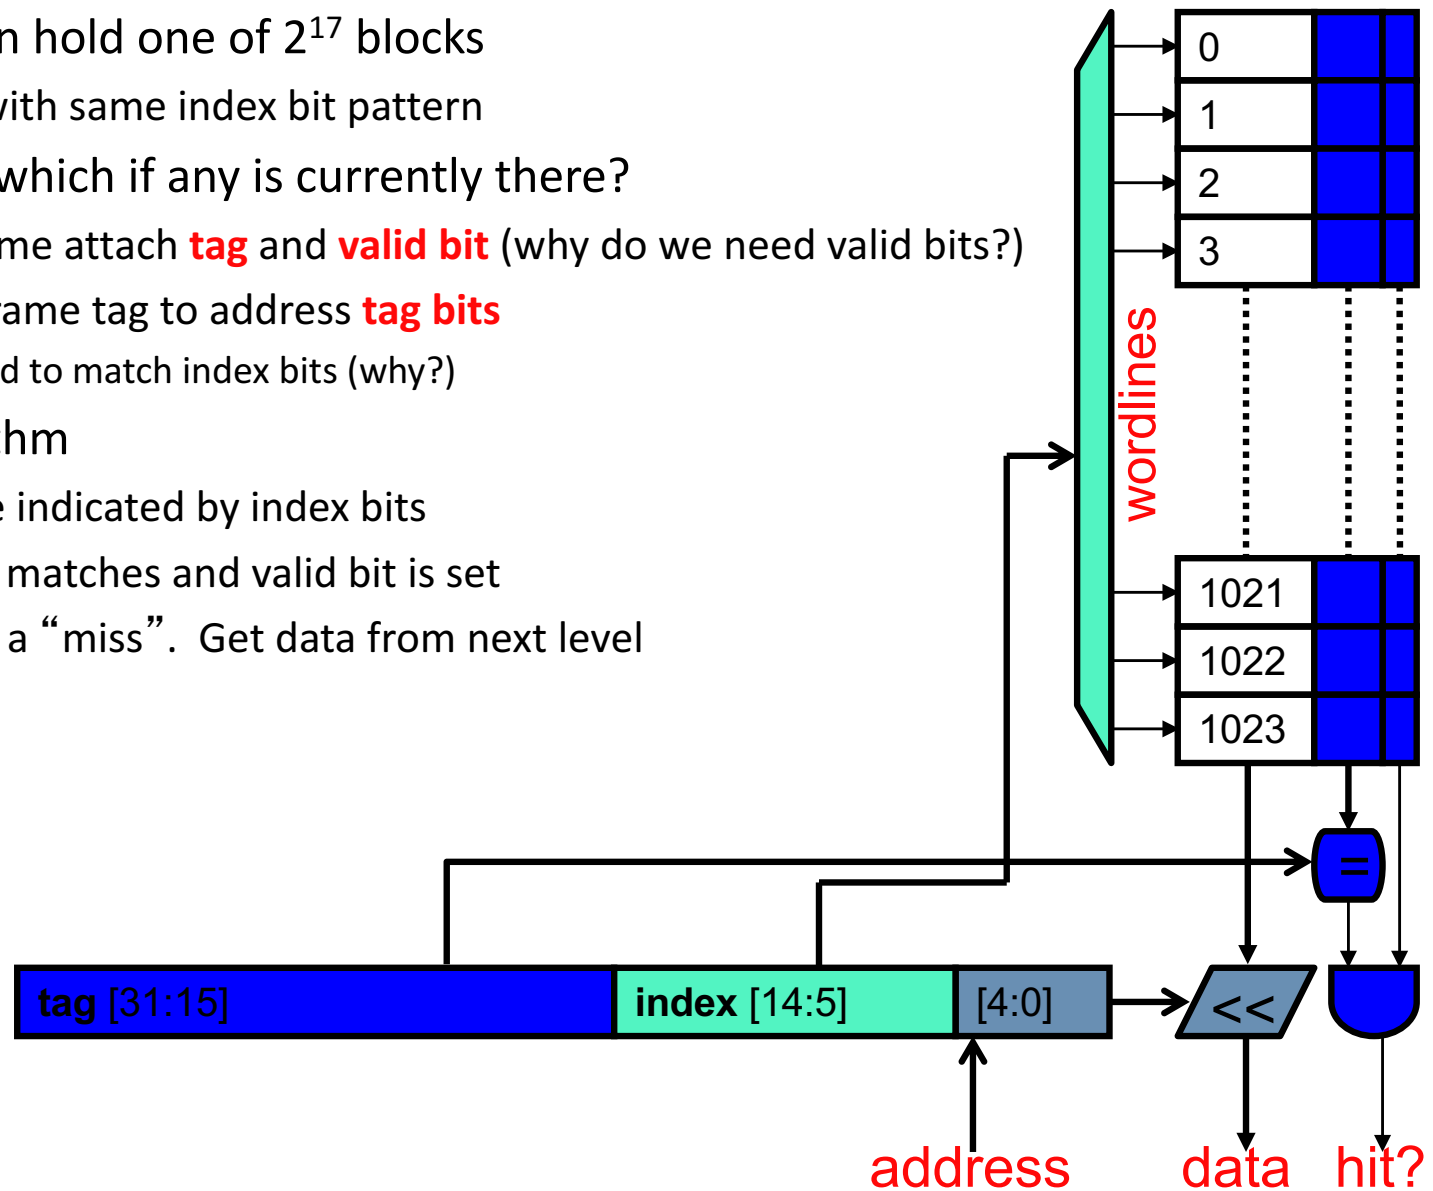 n hold one of 2¹⁷ blocks
with same index bit pattern
which if any is currently there?
me attach tag and valid bit (why do we need valid bits?)
rame tag to address tag bits
d to match index bits (why?)
thm
e indicated by index bits
matches and valid bit is set
a “miss”. Get data from next level
0
1
2
3
wordlines
1021
1022
1023
=
tag [31:15]
index [14:5]
[4:0]
<<
address
data
hit?